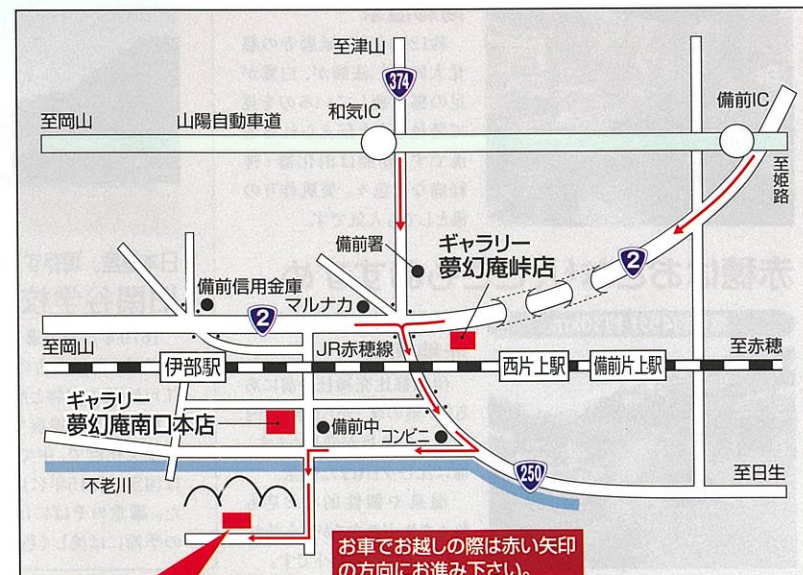 至津山
374
至岡山
山陽自動車道
和気IC
備前IC
至姫路
備前署
ギャラリー
夢幻庵峠店
備前信用金庫
マルナカ
2
2
至岡山
伊部駅
JR赤穂線
西片上駅
備前片上駅
至赤穂
ギャラリー
夢幻庵南口本店
備前中
コンビニ
不老川
250
至日生
お車でお越しの際は赤い矢印
の方向にお進み下さい。